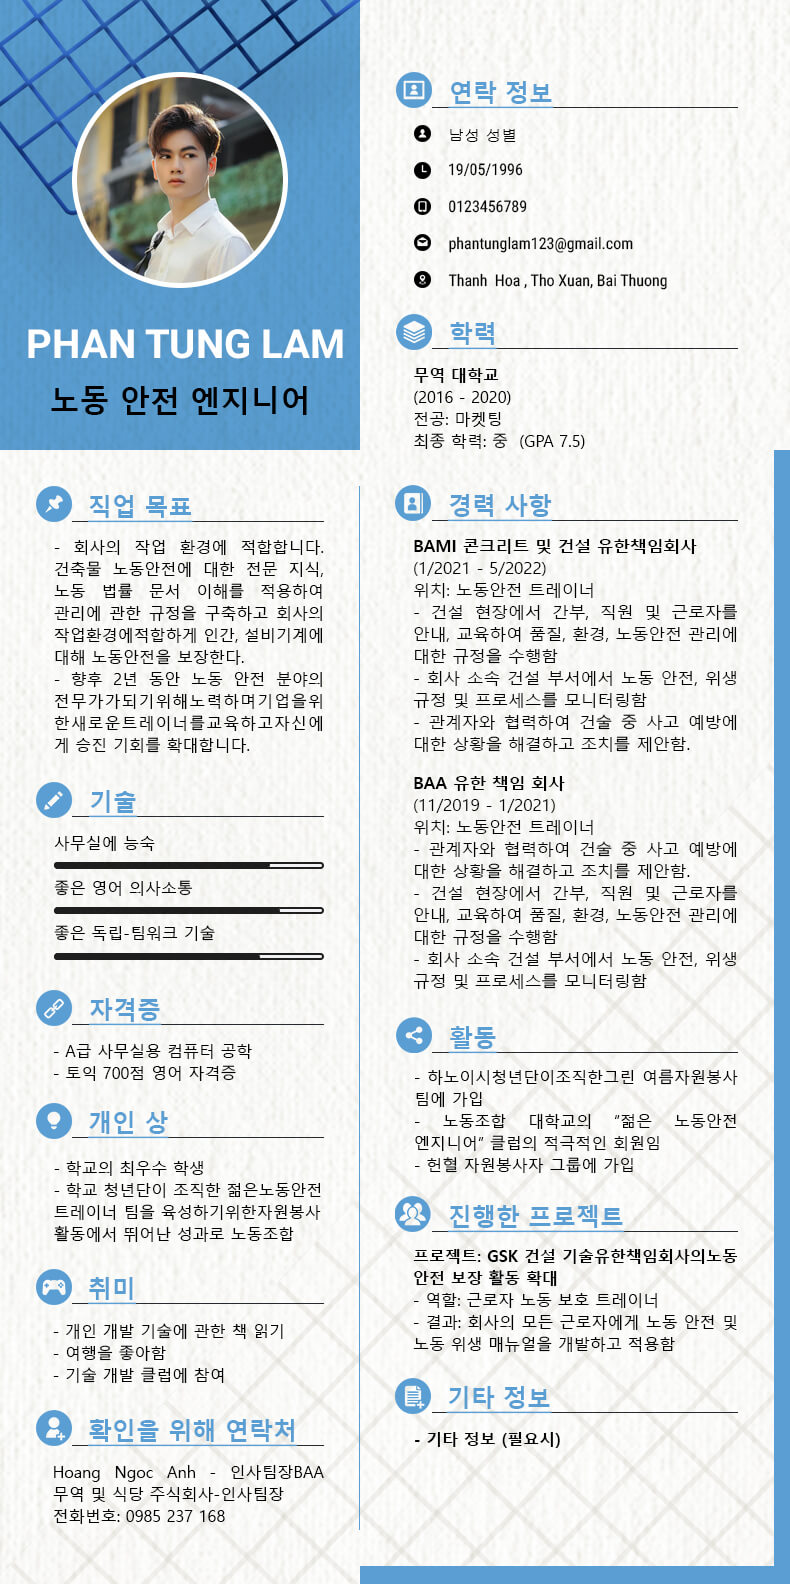 PHAN TUNG LAM
노동 안전 엔지니어
연락 정보
남성 성별
19/05/1996
0123456789
phantunglam123@gmail.com
Thanh Hoa , Tho Xuan, Bai Thuong
학력
무역 대학교
(2016 - 2020)
전공: 마켓팅
최종 학력: 중 (GPA 7.5)
직업 목표
- 회사의 작업 환경에 적합합니다.
건축물 노동안전에 대한 전문 지식,
노동 법률 문서 이해를 적용하여
관리에 관한 규정을 구축하고 회사의
작업환경에적합하게 인간, 설비기계에
대해 노동안전을 보장한다.
- 향후 2년 동안 노동 안전 분야의
전무가가되기위해노력하며기업을위
한새로운트레이너를교육하고자신에
게 승진 기회를 확대합니다.
기술
사무실에 능숙
좋은 영어 의사소통
좋은 독립-팀워크 기술
자격증
- A급 사무실용 컴퓨터 공학
- 토익 700점 영어 자격증
개인 상
- 학교의 최우수 학생
- 학교 청년단이 조직한 젊은노동안전
트레이너 팀을 육성하기위한자원봉사
활동에서 뛰어난 성과로 노동조합
취미
- 개인 개발 기술에 관한 책 읽기
- 여행을 좋아함
- 기술 개발 클럽에 참여
확인을 위해 연락처
Hoang Ngoc Anh - 인사팀장BAA
무역 및 식당 주식회사-인사팀장
전화번호: 0985 237 168
경력 사항
BAMI 콘크리트 및 건설 유한책임회사
(1/2021 - 5/2022)
위치: 노동안전 트레이너
- 건설 현장에서 간부, 직원 및 근로자를
안내, 교육하여 품질, 환경, 노동안전 관리에
대한 규정을 수행함
- 회사 소속 건설 부서에서 노동 안전, 위생
규정 및 프로세스를 모니터링함
- 관계자와 협력하여 건술 중 사고 예방에
대한 상황을 해결하고 조치를 제안함.
BAA 유한 책임 회사
(11/2019 - 1/2021)
위치: 노동안전 트레이너
- 관계자와 협력하여 건술 중 사고 예방에
대한 상황을 해결하고 조치를 제안함.
- 건설 현장에서 간부, 직원 및 근로자를
안내, 교육하여 품질, 환경, 노동안전 관리에
대한 규정을 수행함
- 회사 소속 건설 부서에서 노동 안전, 위생
규정 및 프로세스를 모니터링함
활동
- 하노이시청년단이조직한그린 여름자원봉사
팀에 가입
- 노동조합 대학교의 "젊은 노동안전
엔지니어" 클럽의 적극적인 회원임
- 헌혈 자원봉사자 그룹에 가입
진행한 프로젝트
프로젝트: GSK 건설 기술유한책임회사의노동
안전 보장 활동 확대
- 역할: 근로자 노동 보호 트레이너
- 결과: 회사의 모든 근로자에게 노동 안전 및
노동 위생 매뉴얼을 개발하고 적용함
기타 정보
- 기타 정보 (필요시)